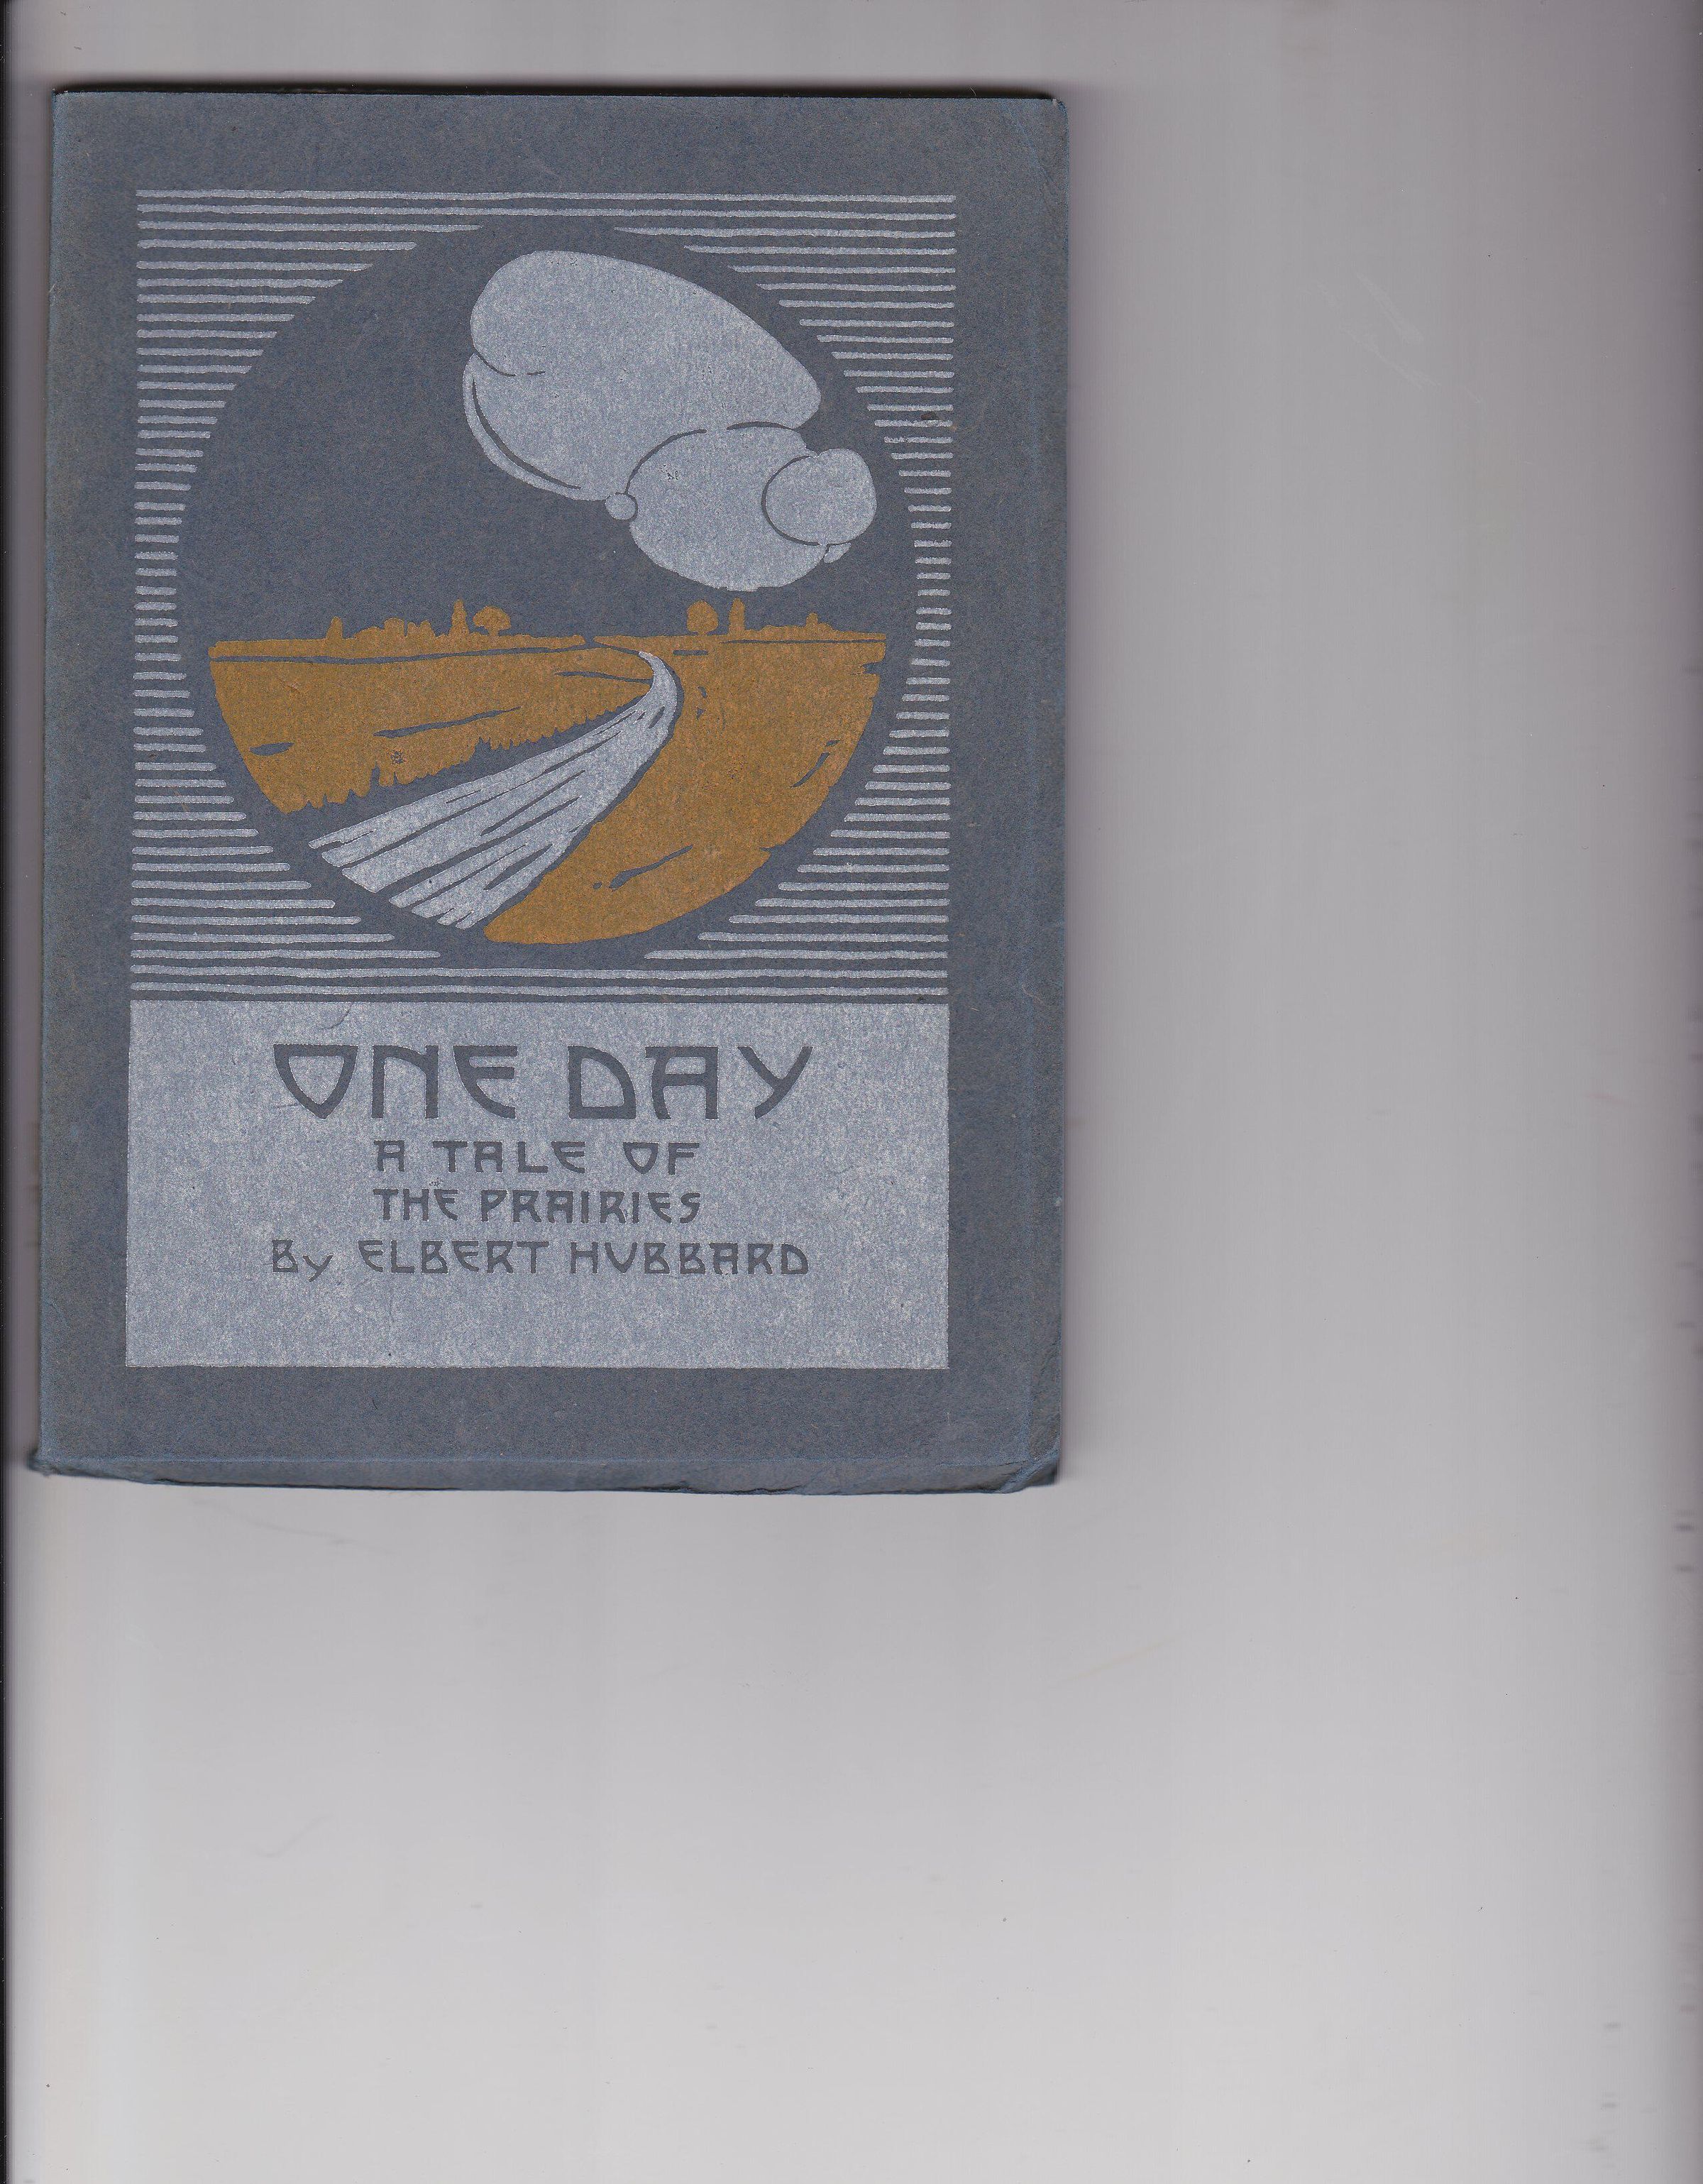 ONE DAY
A TALE OF
THE PRAIRIES
By ELBERT HUBBARD